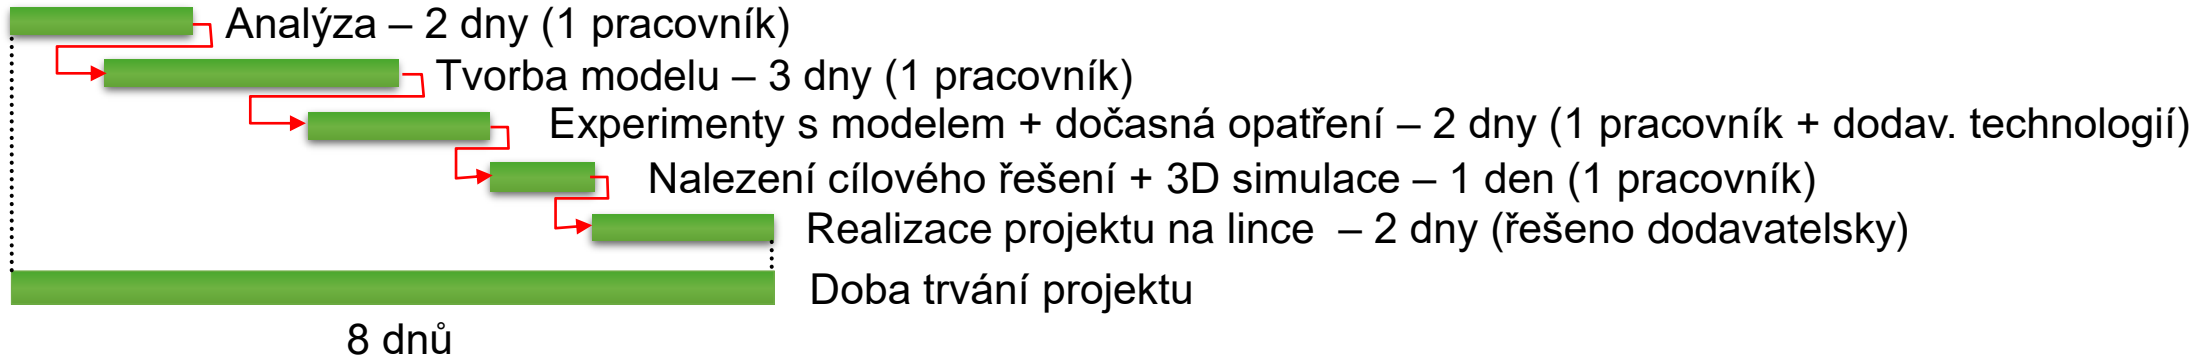 Analýza – 2 dny (1 pracovník)
Tvorba modelu – 3 dny (1 pracovník)
Experimenty s modelem + dočasná opatření – 2 dny (1 pracovník + dodav. technologií)
Nalezení cílového řešení + 3D simulace – 1 den (1 pracovník)
Realizace projektu na lince – 2 dny (řešeno dodavatelsky)
Doba trvání projektu
8 dnů